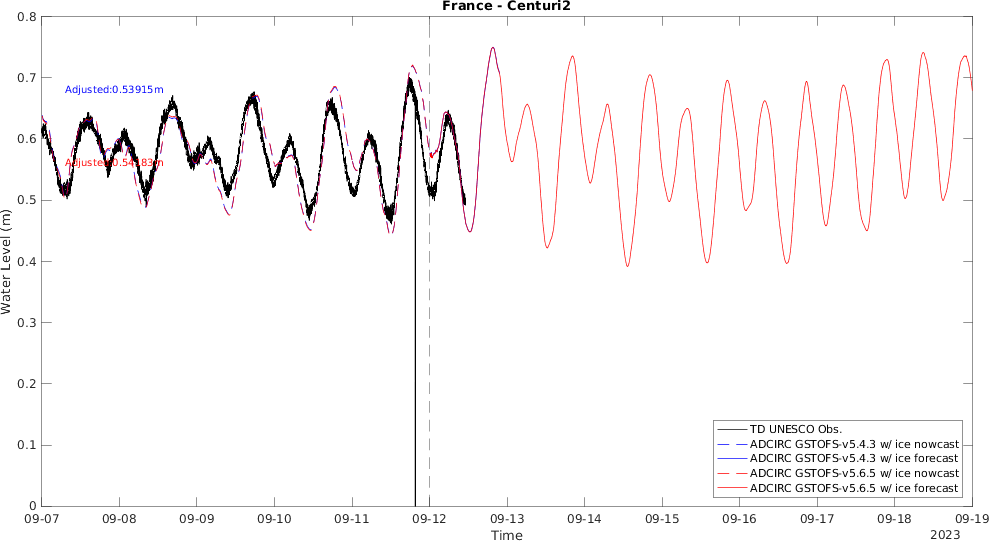 France - Centuri2
0.8
0.7
0.6
0.5
0.4
0.3
0.2
0.1
0
Water Level (m)
Adjusted:0.53915m
Adjusted:0.54183m
TD UNESCO Obs.
ADCIRC GSTOFS-v5.4.3 w/ ice nowcast
ADCIRC GSTOFS-v5.4.3 w/ ice forecast
ADCIRC GSTOFS-v5.6.5 w/ ice nowcast
ADCIRC GSTOFS-v5.6.5 w/ ice forecast
09-07 09-08 09-09 09-10 09-11 09-12 09-13 09-14 09-15 09-16 09-17 09-18 09-19
Time
2023